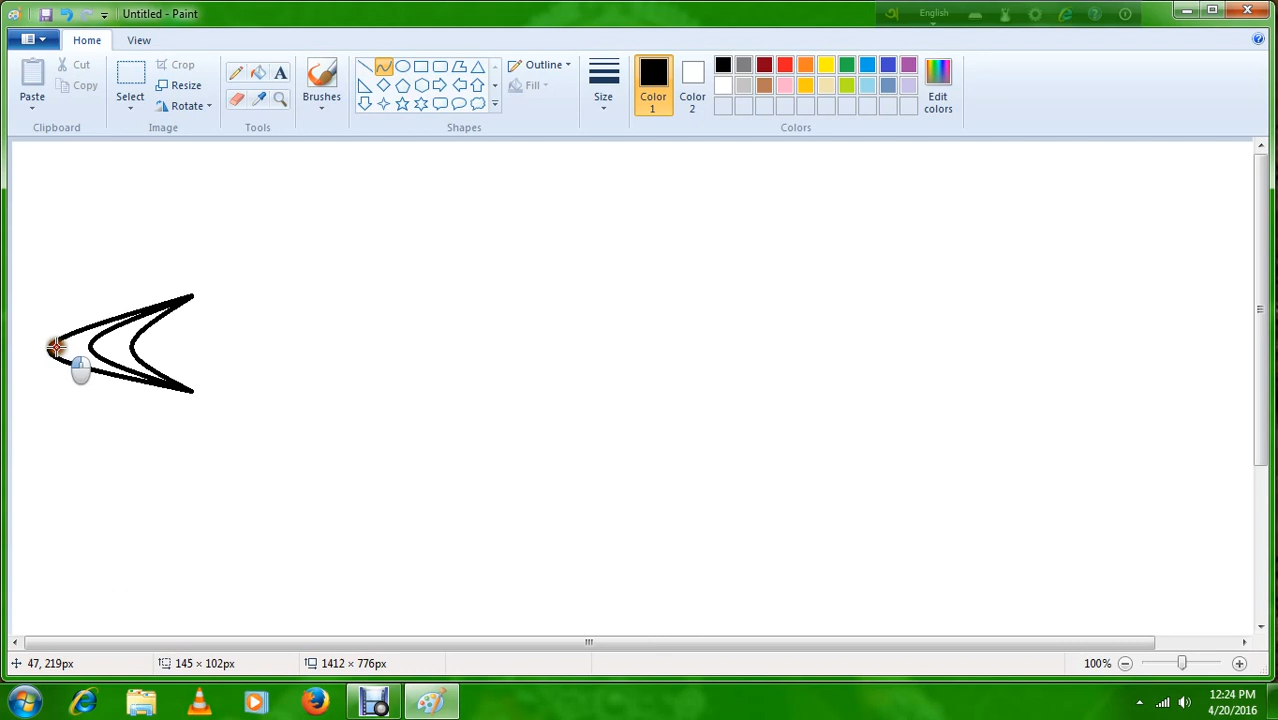 Untitled - Paint
English
Home
View
Paste
Cut
Copy
Clipboard
Select
Crop
Resize
Rotate
Image
A
Tools
Brushes
Outline
Fill
Shapes
Size
Color 1
Color 2
Edit colors
Colors
47, 219px
145 × 102px
1412 × 776px
100%
12:24 PM
4/20/2016